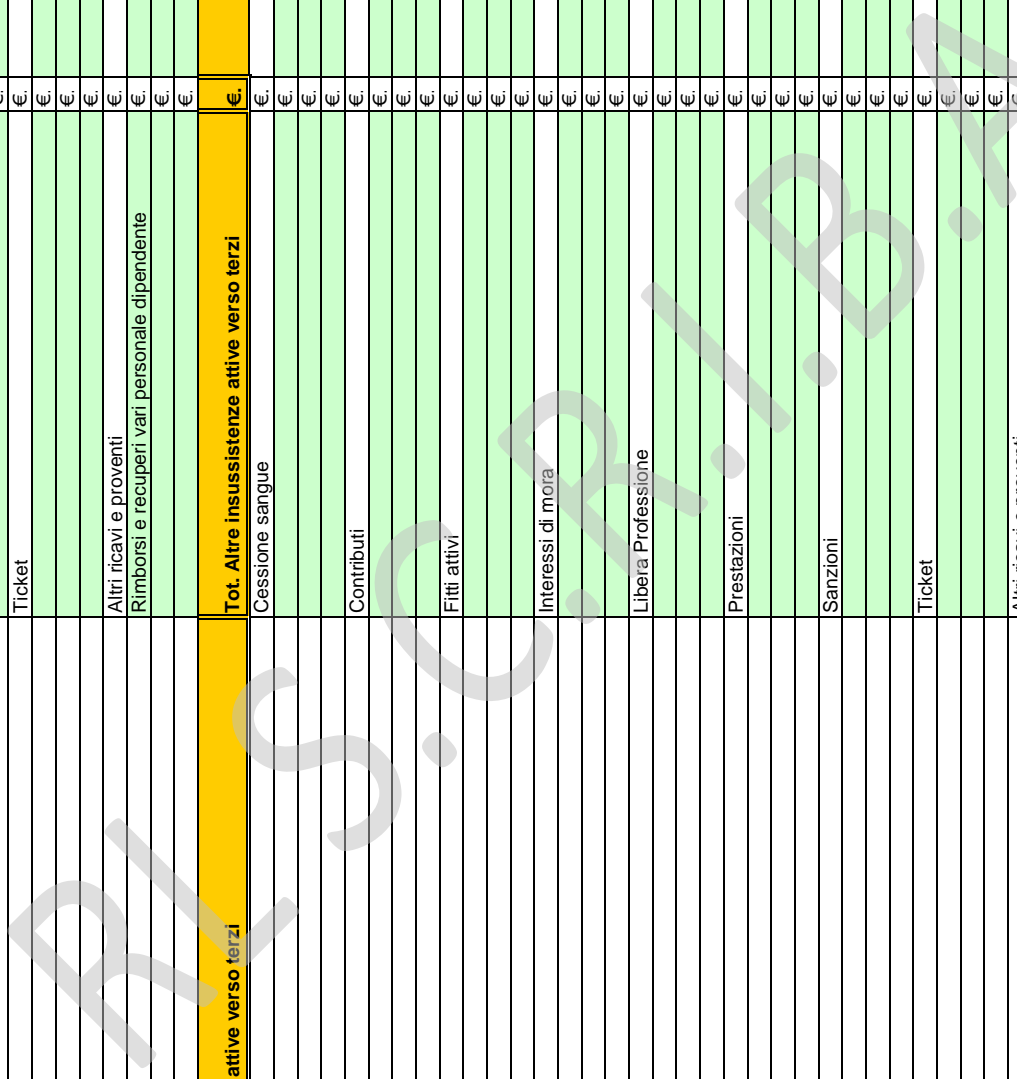 Ticket €.
€.
€.
€.
Altri ricavi e proventi €.
Rimborsi e recuperi vari personale dipendente €.
€.
€.
attive verso terzi Tot. Altre insussistenze attive verso terzi €.
Cessione sangue €.
€.
€.
€.
Contributi €.
€.
€.
€.
Fitti attivi €.
€.
€.
€.
Interessi di mora €.
€.
€.
€.
Libera Professione €.
€.
€.
€.
Prestazioni €.
€.
€.
€.
Sanzioni €.
€.
€.
€.
Ticket €.
€.
€.
€.
RL S.C.R.I.B.A